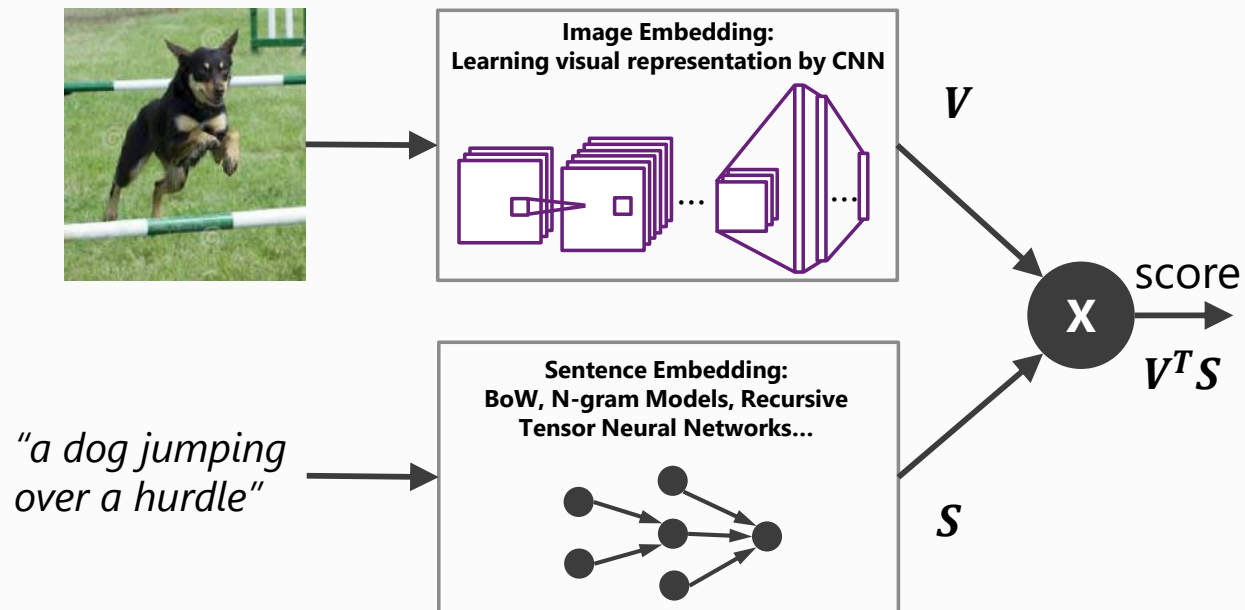 Image Embedding:
Learning visual representation by CNN
...
...
V
score
X
V^T S
Sentence Embedding:
BoW, N-gram Models, Recursive
Tensor Neural Networks...
“a dog jumping
over a hurdle”
S